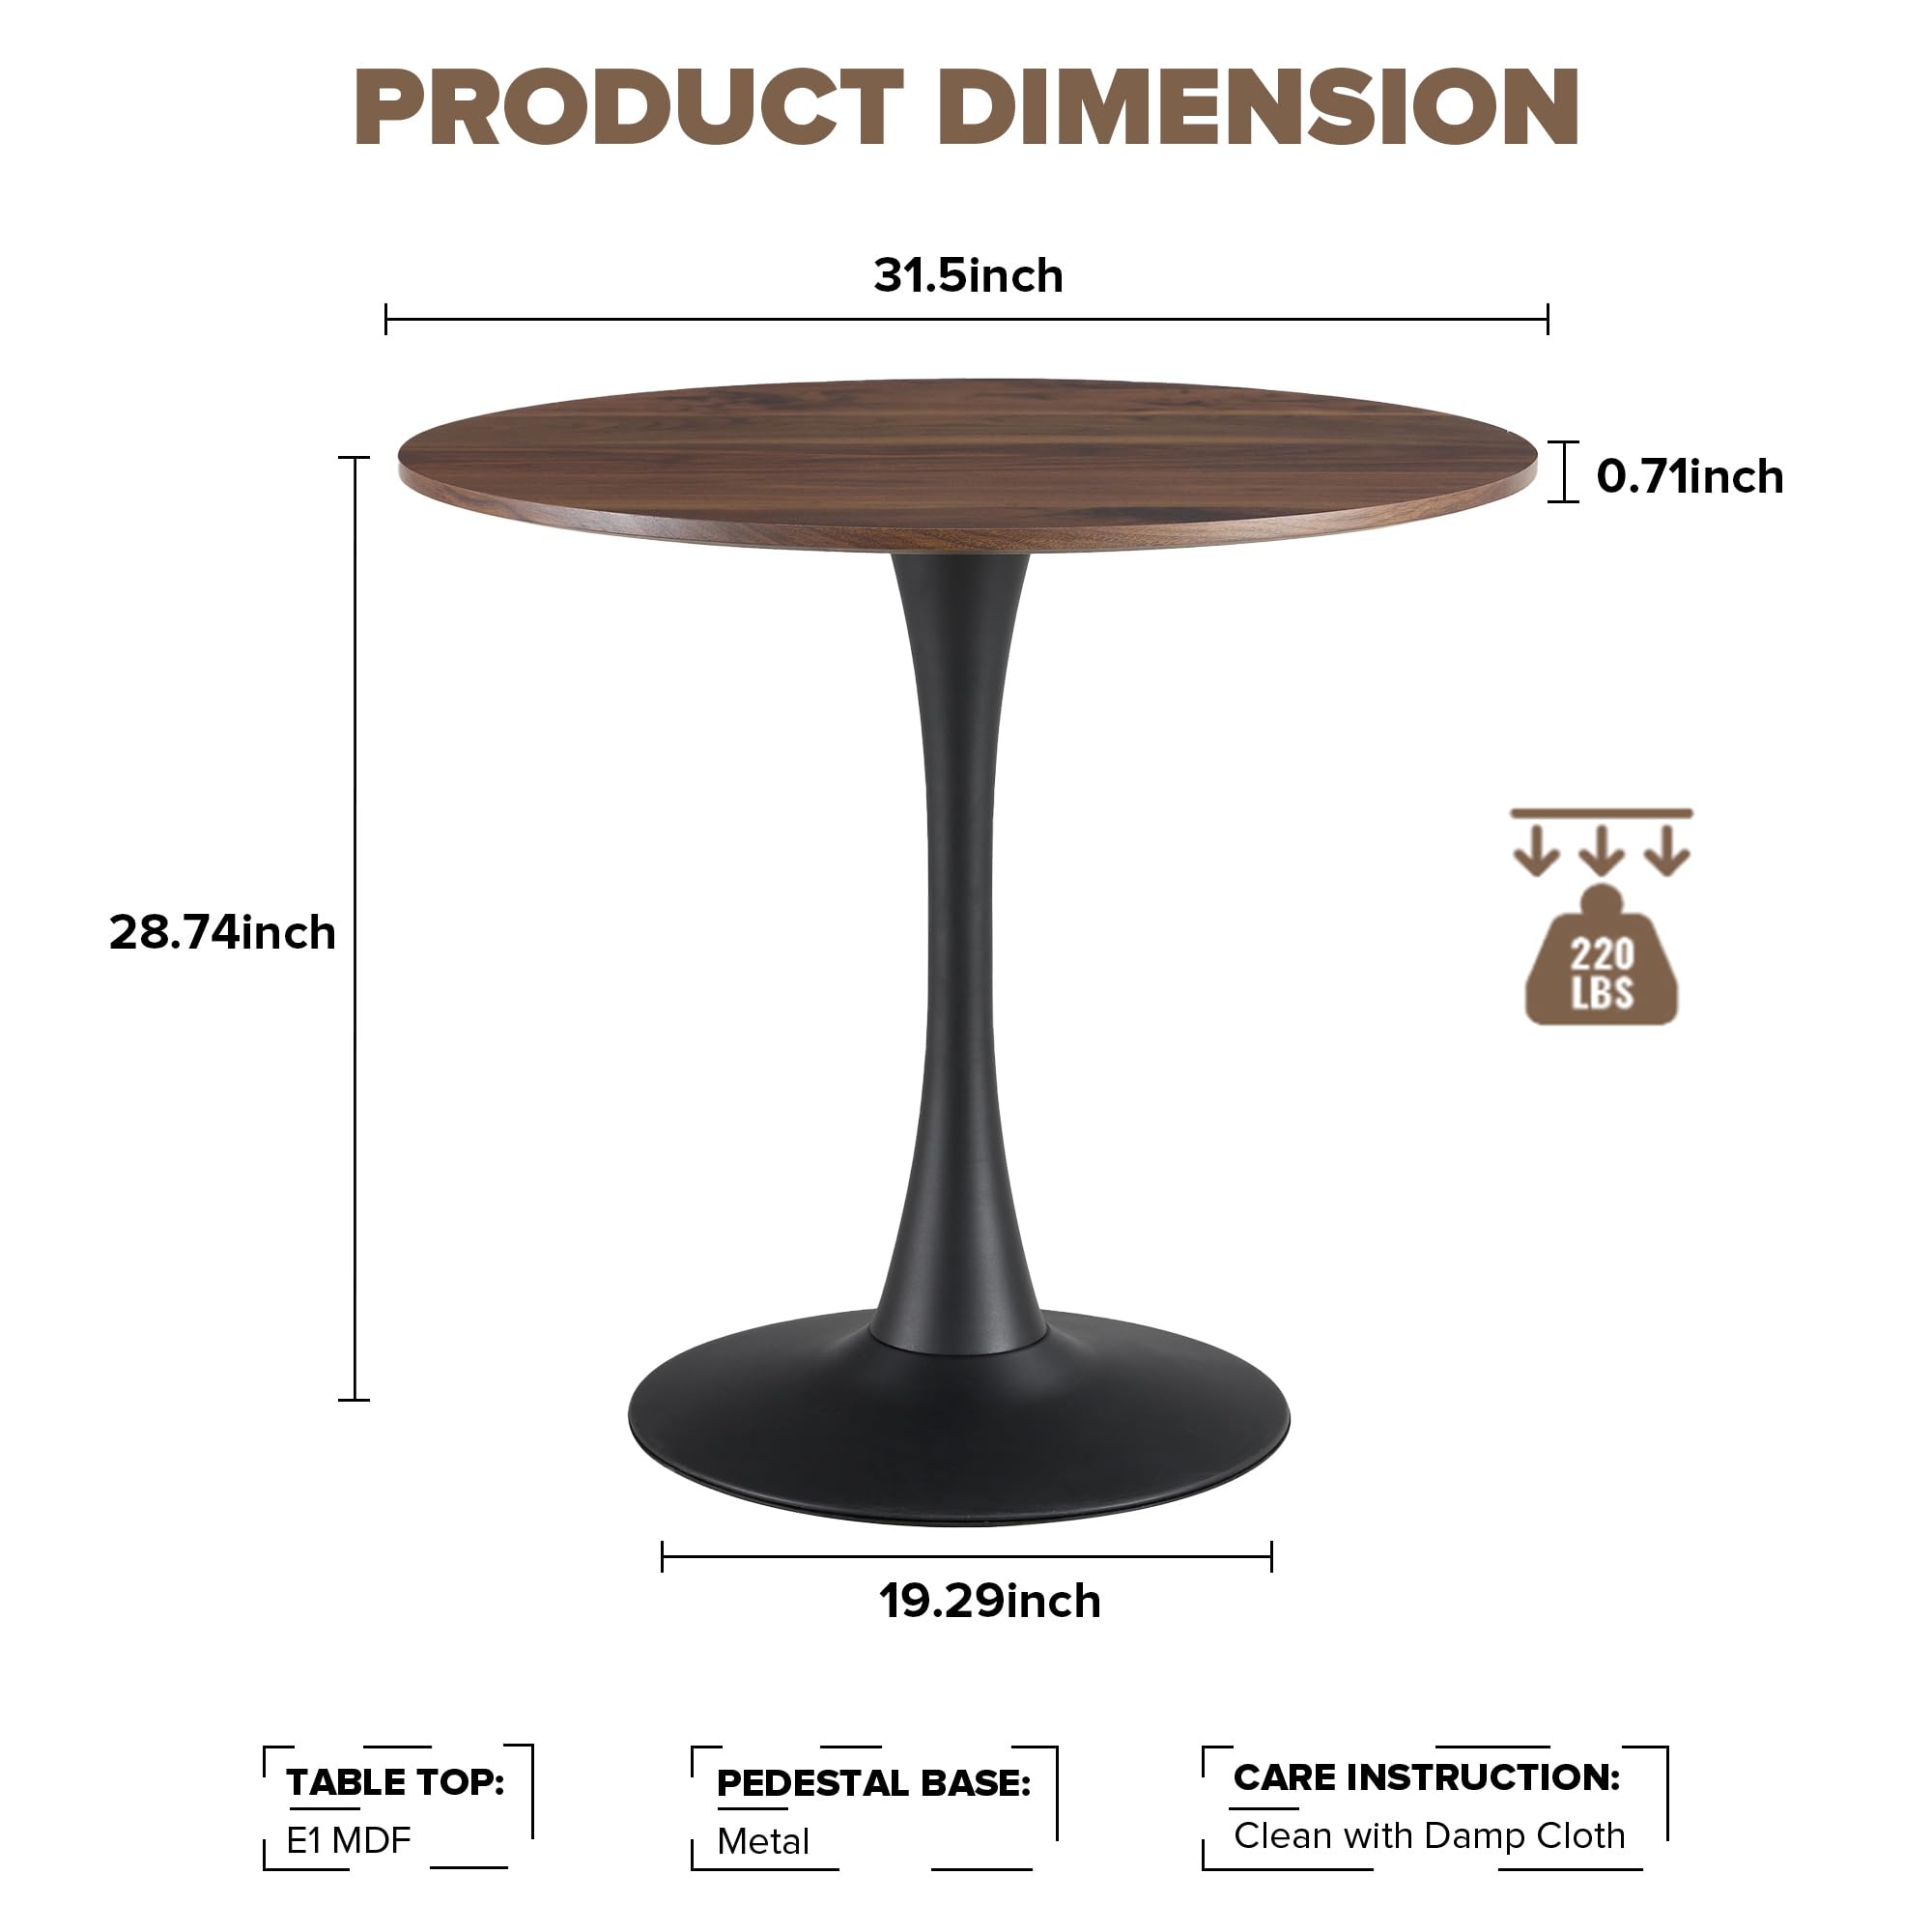 PRODUCT DIMENSION
31.5inch
0.71inch
28.74inch
220
LBS
19.29inch
TABLE TOP:
E1 MDF
PEDESTAL BASE:
Metal
CARE INSTRUCTION:
Clean with Damp Cloth